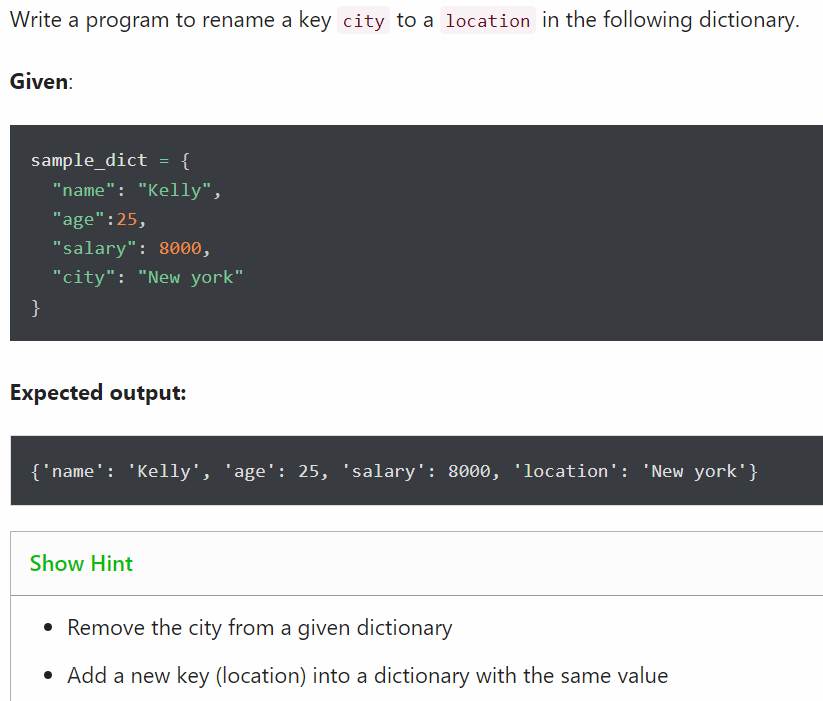 Write a program to rename a key city to a location in the following dictionary.
Given:
sample_dict = {
  "name": "Kelly",
  "age":25,
  "salary": 8000,
  "city": "New york"
}
Expected output:
{'name': 'Kelly', 'age': 25, 'salary': 8000, 'location': 'New york'}
Show Hint
• Remove the city from a given dictionary
• Add a new key (location) into a dictionary with the same value